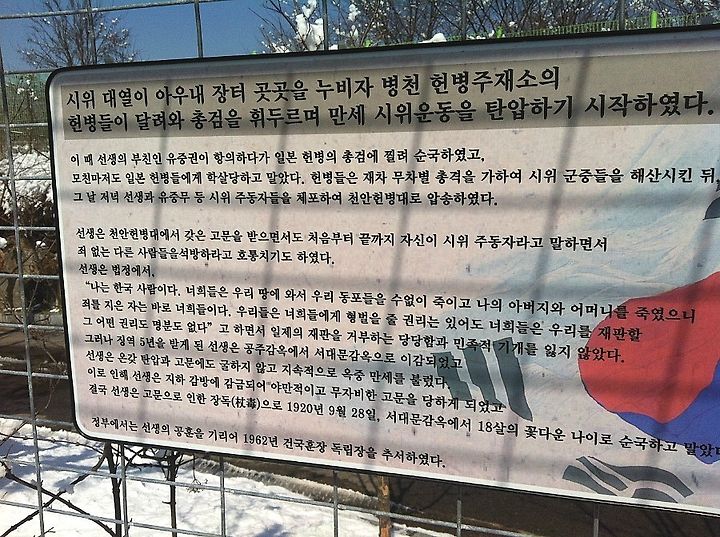 시위 대열이 아우내 장터 곳곳을 누비자 병천 헌병주재소의
헌병들이 달려와 총검을 휘두르며 만세 시위운동을 탄압하기 시작하였다.
이 때 선생의 부친인 유중권이 항의하다가 일본 헌병의 총검에 찔려 순국하였고,
모친마저도 일본 헌병들에게 학살당하고 말았다. 헌병들은 재차 무차별 총격을 가하여 시위 군중들을 해산시킨 뒤,
그 날 저녁 선생과 유중무 등 시위 주동자들을 체포하여 천안헌병대로 압송하였다.
선생은 천안헌병대에서 갖은 고문을 받으면서도 처음부터 끝까지 자신이 시위 주동자라고 말하면서
죄 없는 다른 사람들을석방하라고 호통치기도 하였다.
선생은 법정에서,
“나는 한국 사람이다. 너희들은 우리 땅에 와서 우리 동포들을 수없이 죽이고 나의 아버지와 어머니를 죽였으니
죄를 지은 자는 바로 너희들이다. 우리들은 너희들에게 형벌을 줄 권리는 있어도 너희들은 우리를 재판할
그 어떤 권리도 명분도 없다” 고 하면서 일제의 재판을 거부하는 당당함과 민족적 기개를 잃지 않았다.
그러나 징역 5년을 받게 된 선생은 공주감옥에서 서대문감옥으로 이감되었고
선생은 온갖 탄압과 고문에도 굴하지 않고 지속적으로 옥중 만세를 불렀다.
이로 인해 선생은 지하 감방에 감금되어 야만적이고 무자비한 고문을 당하게 되었고
결국 선생은 고문으로 인한 장독(杖毒)으로 1920년 9월 28일, 서대문감옥에서 18살의 꽃다운 나이로 순국하고 말았다
정부에서는 선생의 공훈을 기리어 1962년 건국훈장 독립장을 추서하였다.